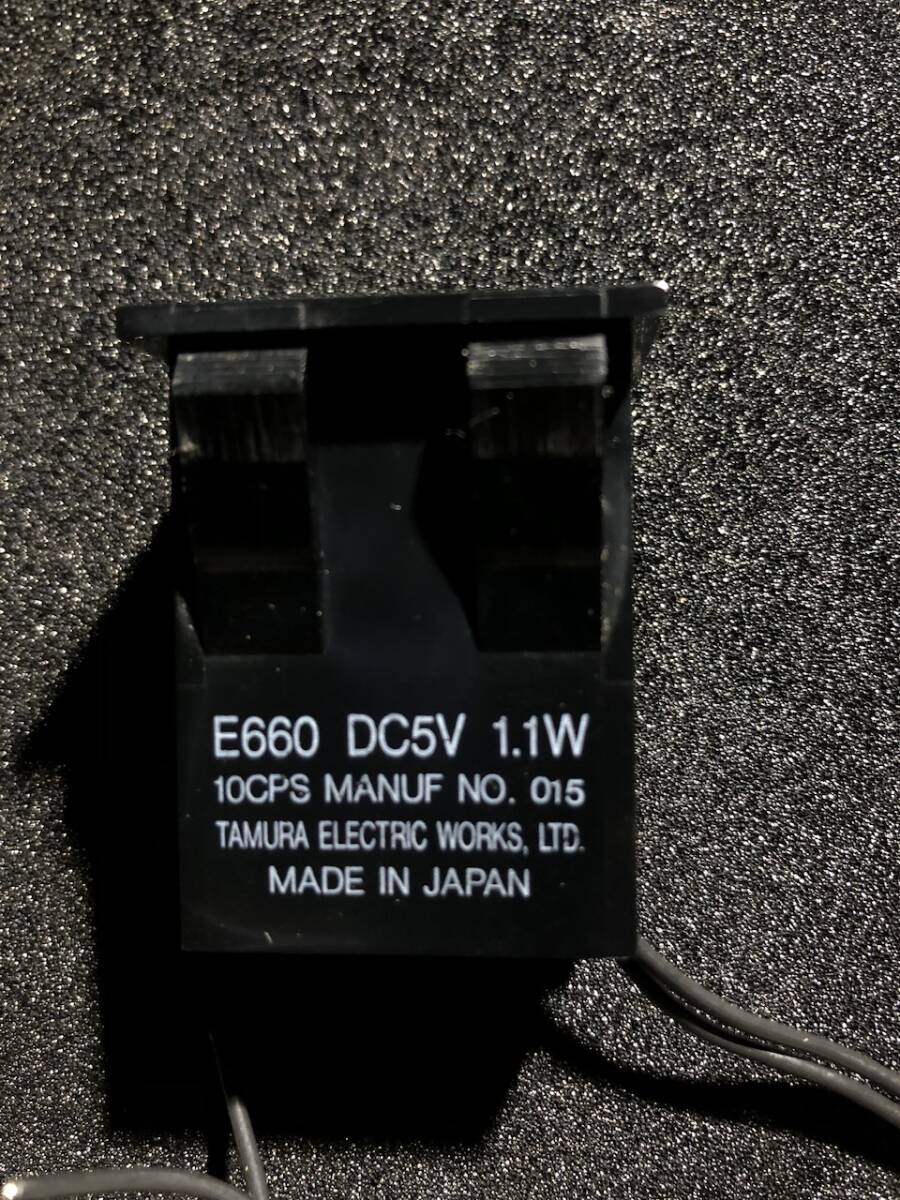 E660 DC5V 1.1W
10CPS MANUF NO. 015
TAMURA ELECTRIC WORKS, LTD.
MADE IN JAPAN